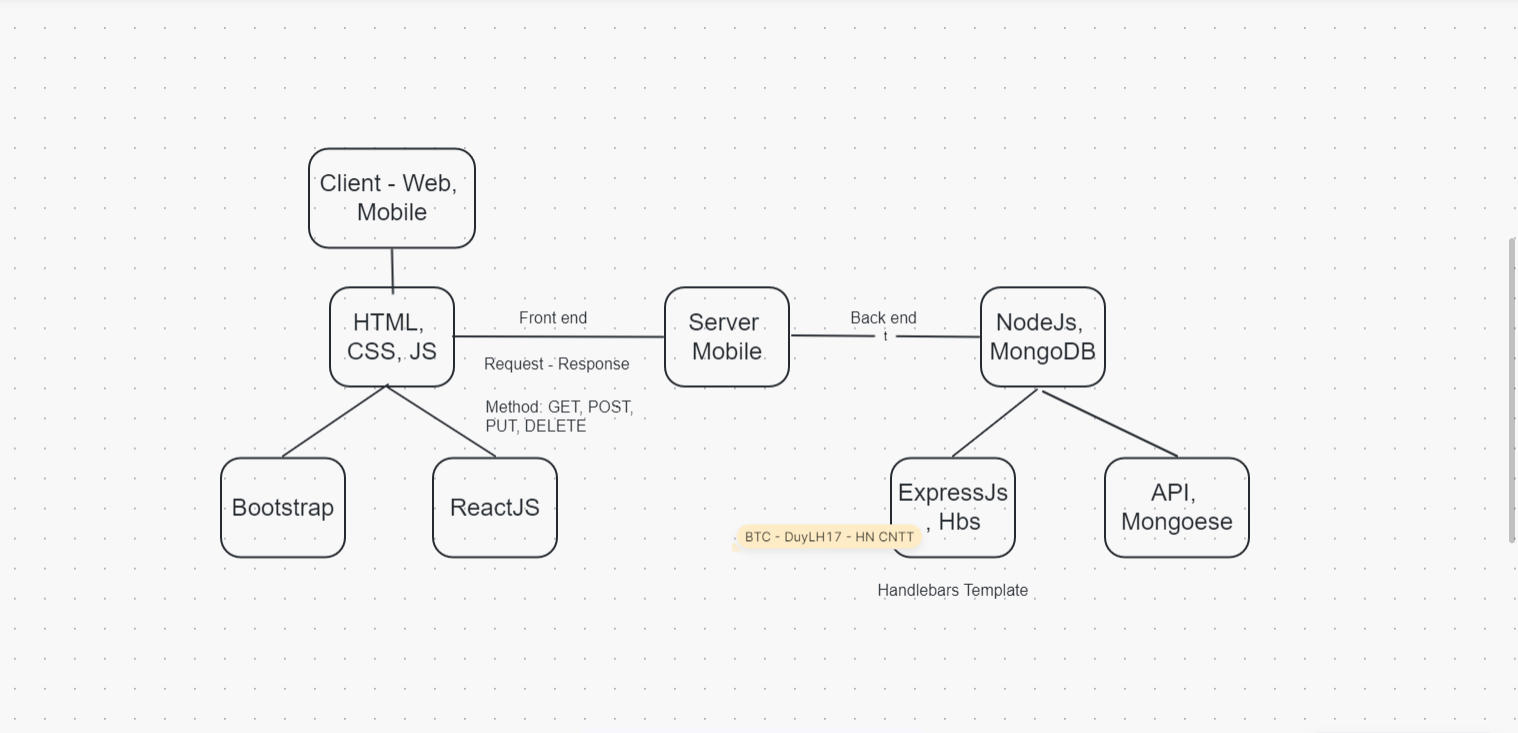 Client - Web,
Mobile
HTML,
CSS, JS
Front end
Request - Response
Method: GET, POST,
PUT, DELETE
Server
Mobile
Back end
t
NodeJs,
MongoDB
Bootstrap
ReactJS
ExpressJs
, Hbs
BTC - DuyLH17 - HN CNTT
Handlebars Template
API,
Mongoese